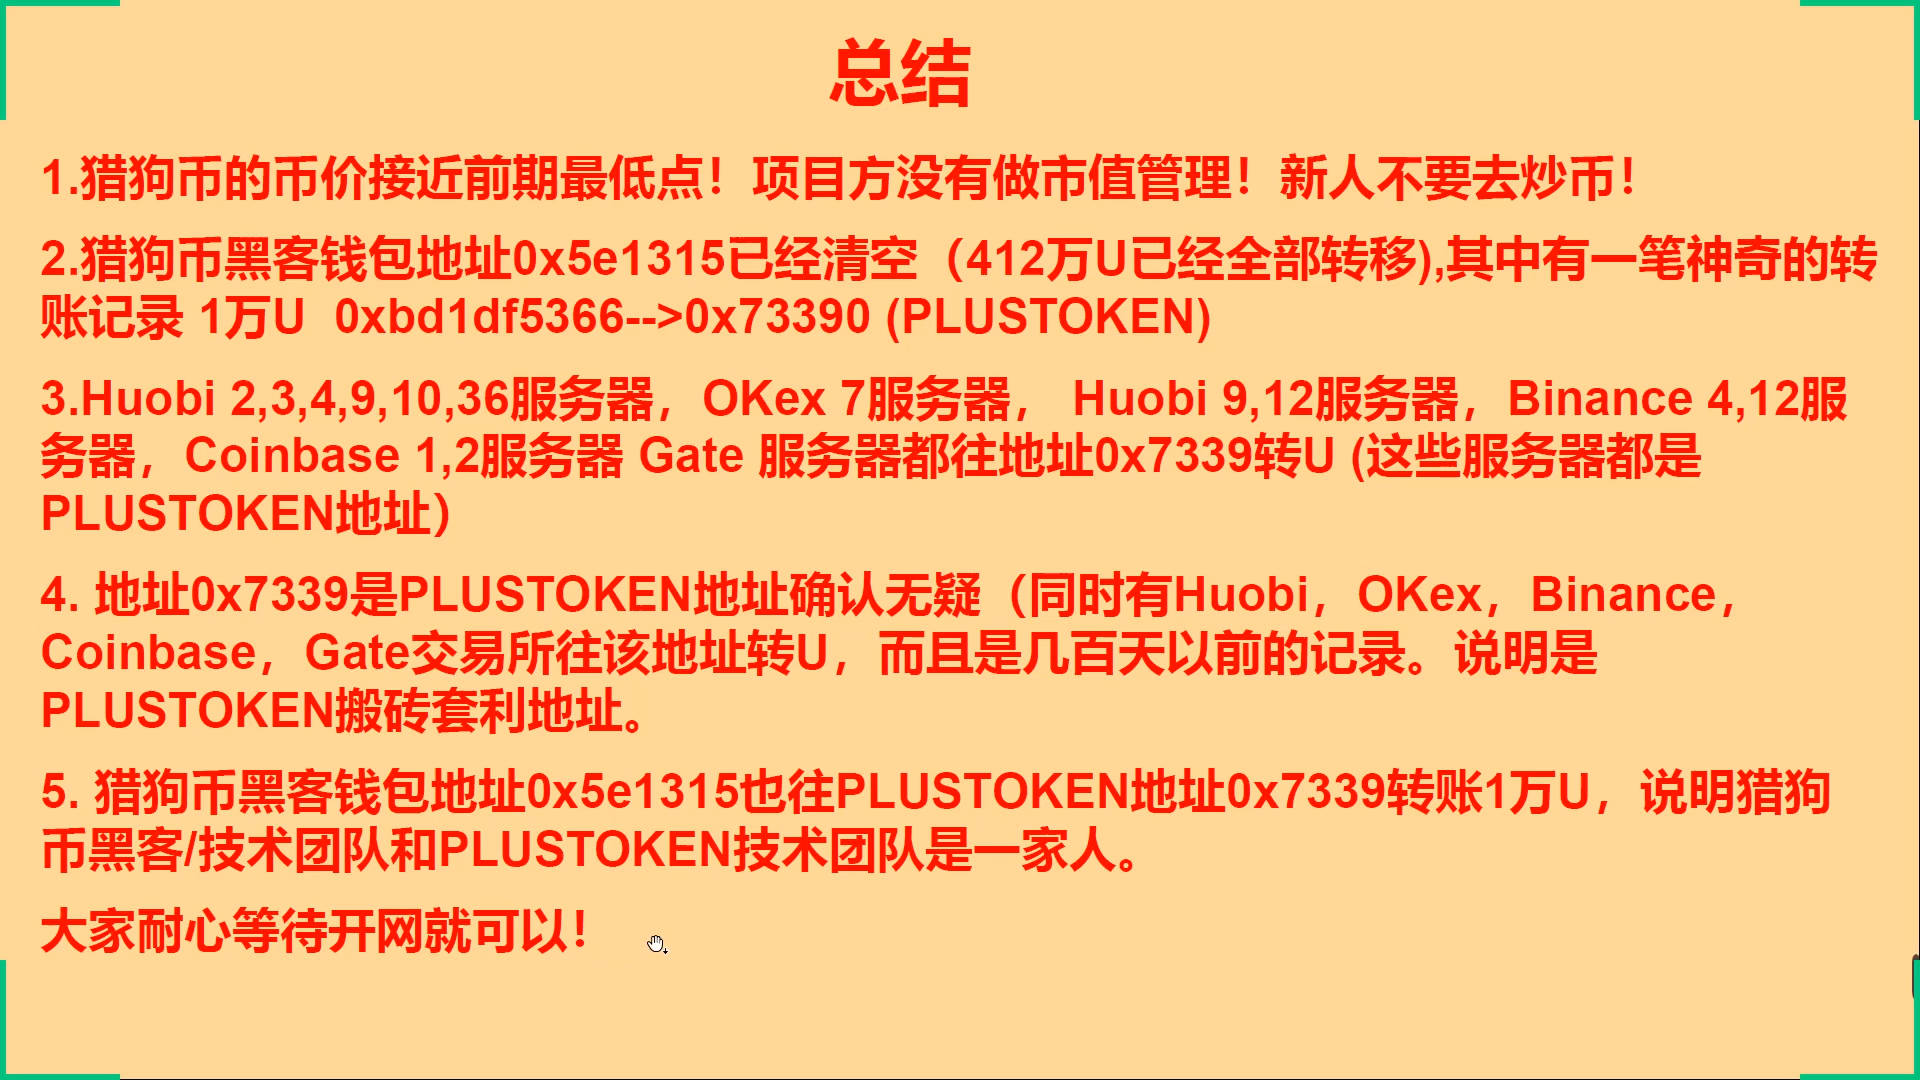 总结
1.猎狗币的币价接近前期最低点！项目方没有做市值管理！新人不要去炒币！
2.猎狗币黑客钱包地址0x5e1315已经清空（412万U已经全部转移),其中有一笔神奇的转
账记录 1万U  0xbd1df5366-->0x73390 (PLUSTOKEN)
3.Huobi 2,3,4,9,10,36服务器，OKex 7服务器， Huobi 9,12服务器，Binance 4,12服
务器，Coinbase 1,2服务器 Gate 服务器都往地址0x7339转U (这些服务器都是
PLUSTOKEN地址）
4. 地址0x7339是PLUSTOKEN地址确认无疑（同时有Huobi，OKex，Binance，
Coinbase，Gate交易所往该地址转U，而且是几百天以前的记录。说明是
PLUSTOKEN搬砖套利地址。
5. 猎狗币黑客钱包地址0x5e1315也往PLUSTOKEN地址0x7339转账1万U，说明猎狗
币黑客/技术团队和PLUSTOKEN技术团队是一家人。
大家耐心等待开网就可以！